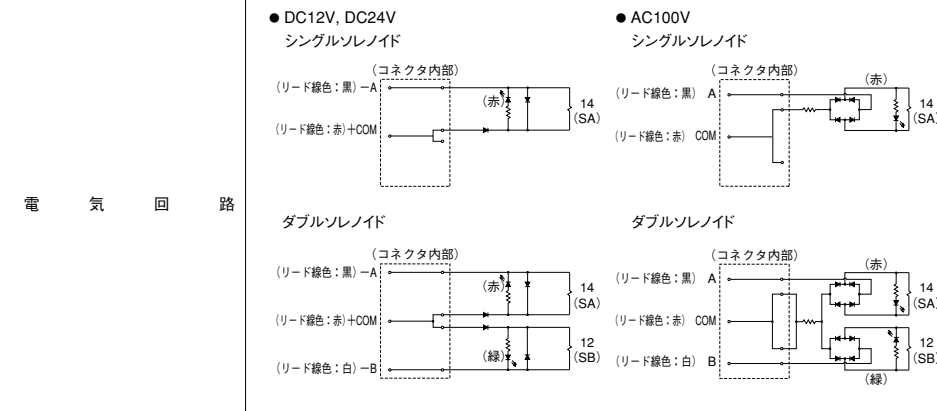 電気回路
● DC12V, DC24V
シングルソレノイド
(コネクタ内部)
(リード線色：黒)－A
(赤)
14
(SA)
(リード線色：赤)＋COM
ダブルソレノイド
(コネクタ内部)
(リード線色：黒)－A
(赤)
14
(SA)
(リード線色：赤)＋COM
12
(SB)
(緑)
(リード線色：白)－B
● AC100V
シングルソレノイド
(コネクタ内部)
(赤)
(リード線色：黒) A
14
(SA)
(リード線色：赤) COM
ダブルソレノイド
(コネクタ内部)
(赤)
(リード線色：黒) A
14
(SA)
(リード線色：赤) COM
12
(SB)
(リード線色：白) B
(緑)